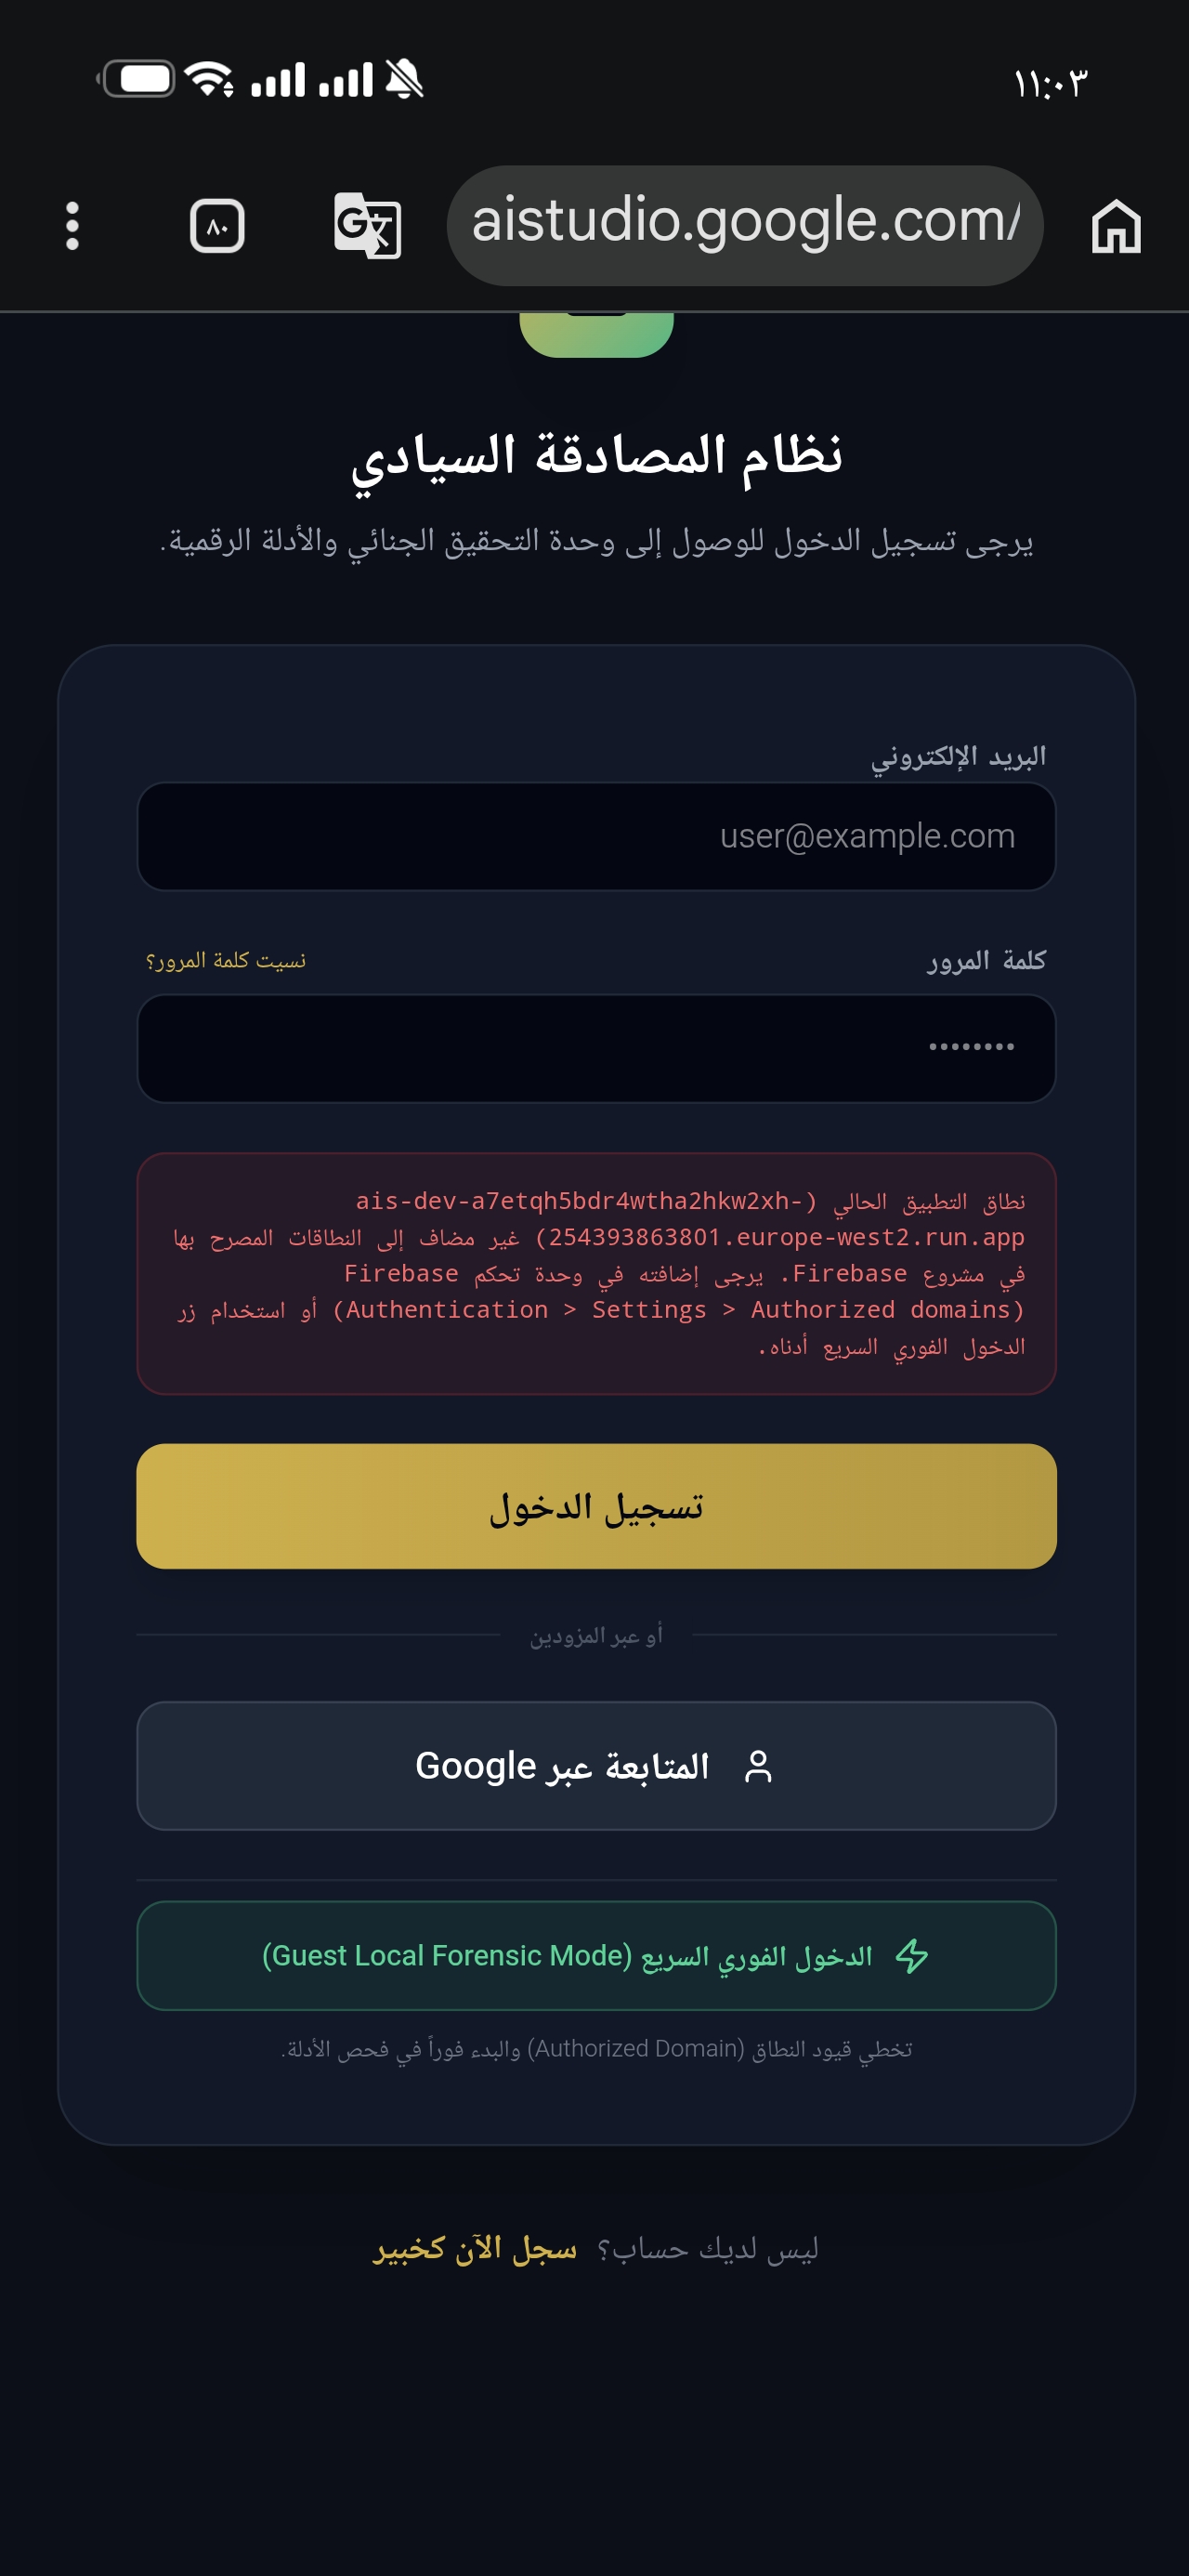 ١١:٠٣
٨٠
aistudio.google.com/
نظام المصادقة السيادي
يرجى تسجيل الدخول للوصول إلى وحدة التحقيق الجنائي والأدلة الرقمية.
البريد الإلكتروني
user@example.com
كلمة المرور
نسيت كلمة المرور؟
نطاق التطبيق الحالي (ais-dev-a7etqh5bdr4wtha2hkw2xh-
254393863801.europe-west2.run.app) غير مضاف إلى النطاقات المصرح بها
في مشروع Firebase. يرجى إضافته في وحدة تحكم Firebase
(Authentication > Settings > Authorized domains) أو استخدام زر
الدخول الفوري السريع أدناه.
تسجيل الدخول
أو عبر المزودين
المتابعة عبر Google
الدخول الفوري السريع (Guest Local Forensic Mode)
تخطي قيود النطاق (Authorized Domain) والبدء فوراً في فحص الأدلة.
ليس لديك حساب؟ سجل الآن كخبير